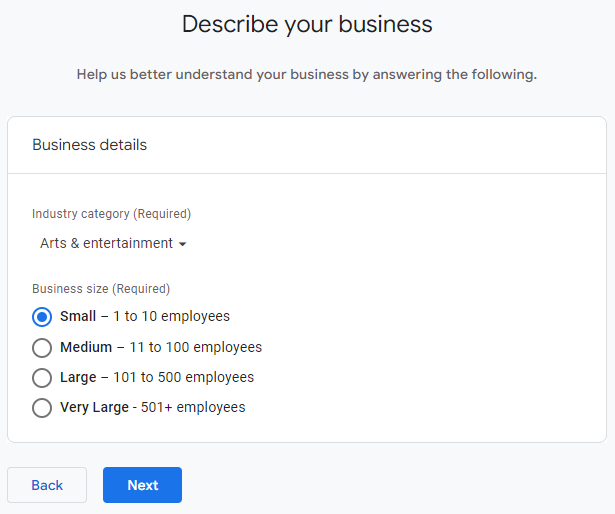 Describe your business
Help us better understand your business by answering the following.
Business details
Industry category (Required)
Arts & entertainment
Business size (Required)
Small – 1 to 10 employees
Medium – 11 to 100 employees
Large – 101 to 500 employees
Very Large - 501+ employees
Back
Next